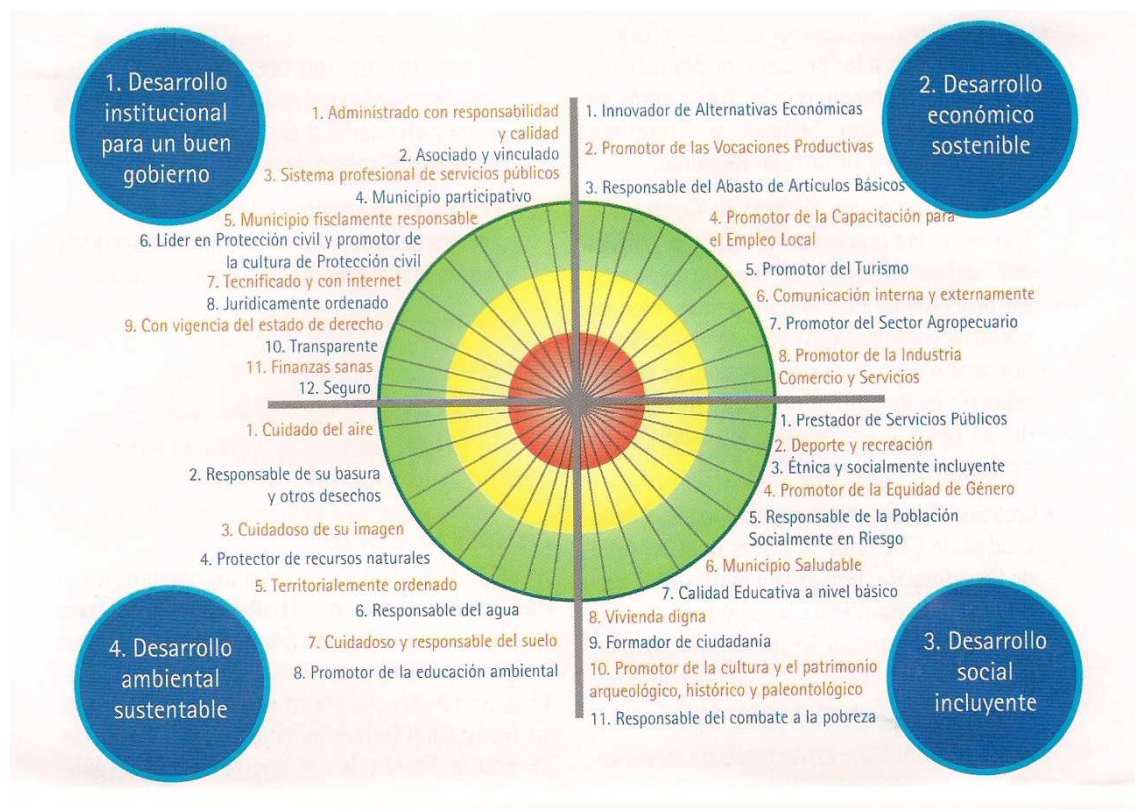 1. Desarrollo
institucional
para un buen
gobierno
1. Administrado con responsabilidad
y calidad
2. Asociado y vinculado
3. Sistema profesional de servicios públicos
4. Municipio participativo
5. Municipio fisclamente responsable
6. Líder en Protección civil y promotor de
la cultura de Protección civil
7. Tecnificado y con internet
8. Jurídicamente ordenado
9. Con vigencia del estado de derecho
10. Transparente
11. Finanzas sanas
12. Seguro
2. Desarrollo
económico
sostenible
1. Innovador de Alternativas Económicas
2. Promotor de las Vocaciones Productivas
3. Responsable del Abasto de Artículos Básicos
4. Promotor de la Capacitación para
el Empleo Local
5. Promotor del Turismo
6. Comunicación interna y externamente
7. Promotor del Sector Agropecuario
8. Promotor de la Industria
Comercio y Servicios
1. Cuidado del aire
2. Responsable de su basura
y otros desechos
3. Cuidadoso de su imagen
4. Protector de recursos naturales
5. Territorialmente ordenado
6. Responsable del agua
7. Cuidadoso y responsable del suelo
8. Promotor de la educación ambiental
4. Desarrollo
ambiental
sustentable
1. Prestador de Servicios Públicos
2. Deporte y recreación
3. Étnica y socialmente incluyente
4. Promotor de la Equidad de Género
5. Responsable de la Población
Socialmente en Riesgo
6. Municipio Saludable
7. Calidad Educativa a nivel básico
8. Vivienda digna
9. Formador de ciudadanía
10. Promotor de la cultura y el patrimonio
arqueológico, histórico y paleontológico
11. Responsable del combate a la pobreza
3. Desarrollo
social
incluyente